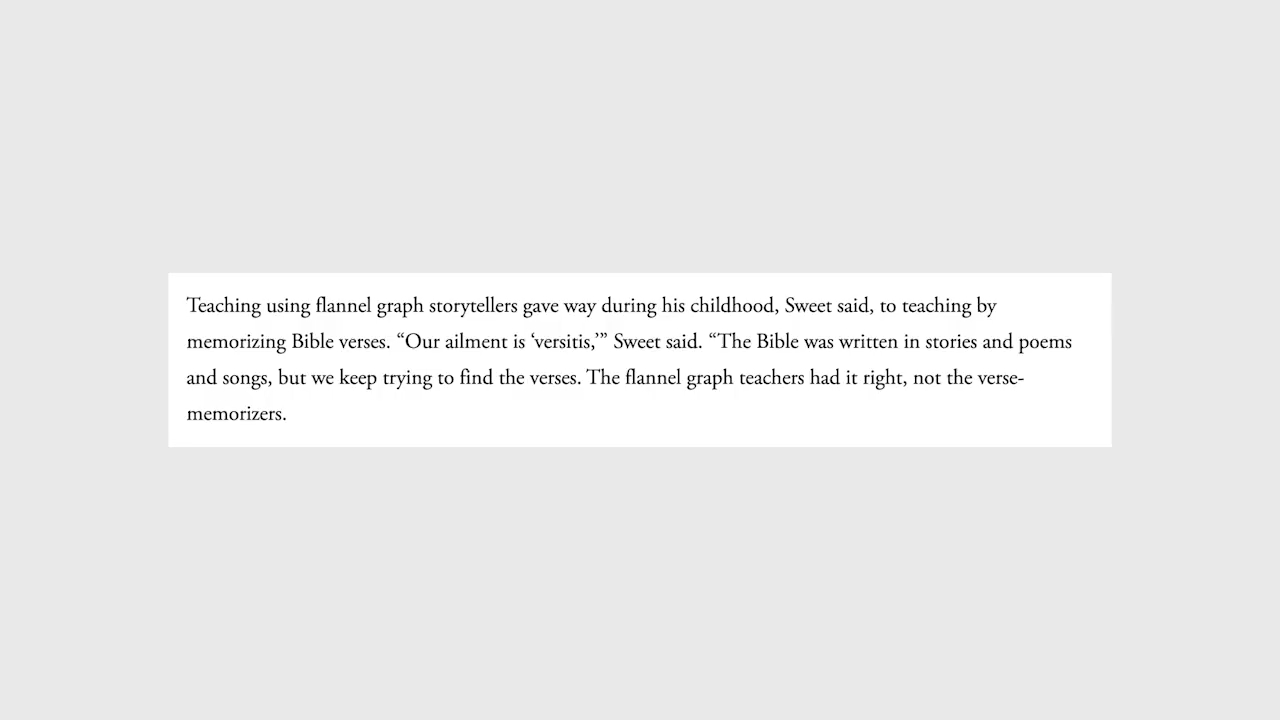 Teaching using flannel graph storytellers gave way during his childhood, Sweet said, to teaching by
memorizing Bible verses. “Our ailment is ‘versitis,’” Sweet said. “The Bible was written in stories and poems
and songs, but we keep trying to find the verses. The flannel graph teachers had it right, not the verse-
memorizers.